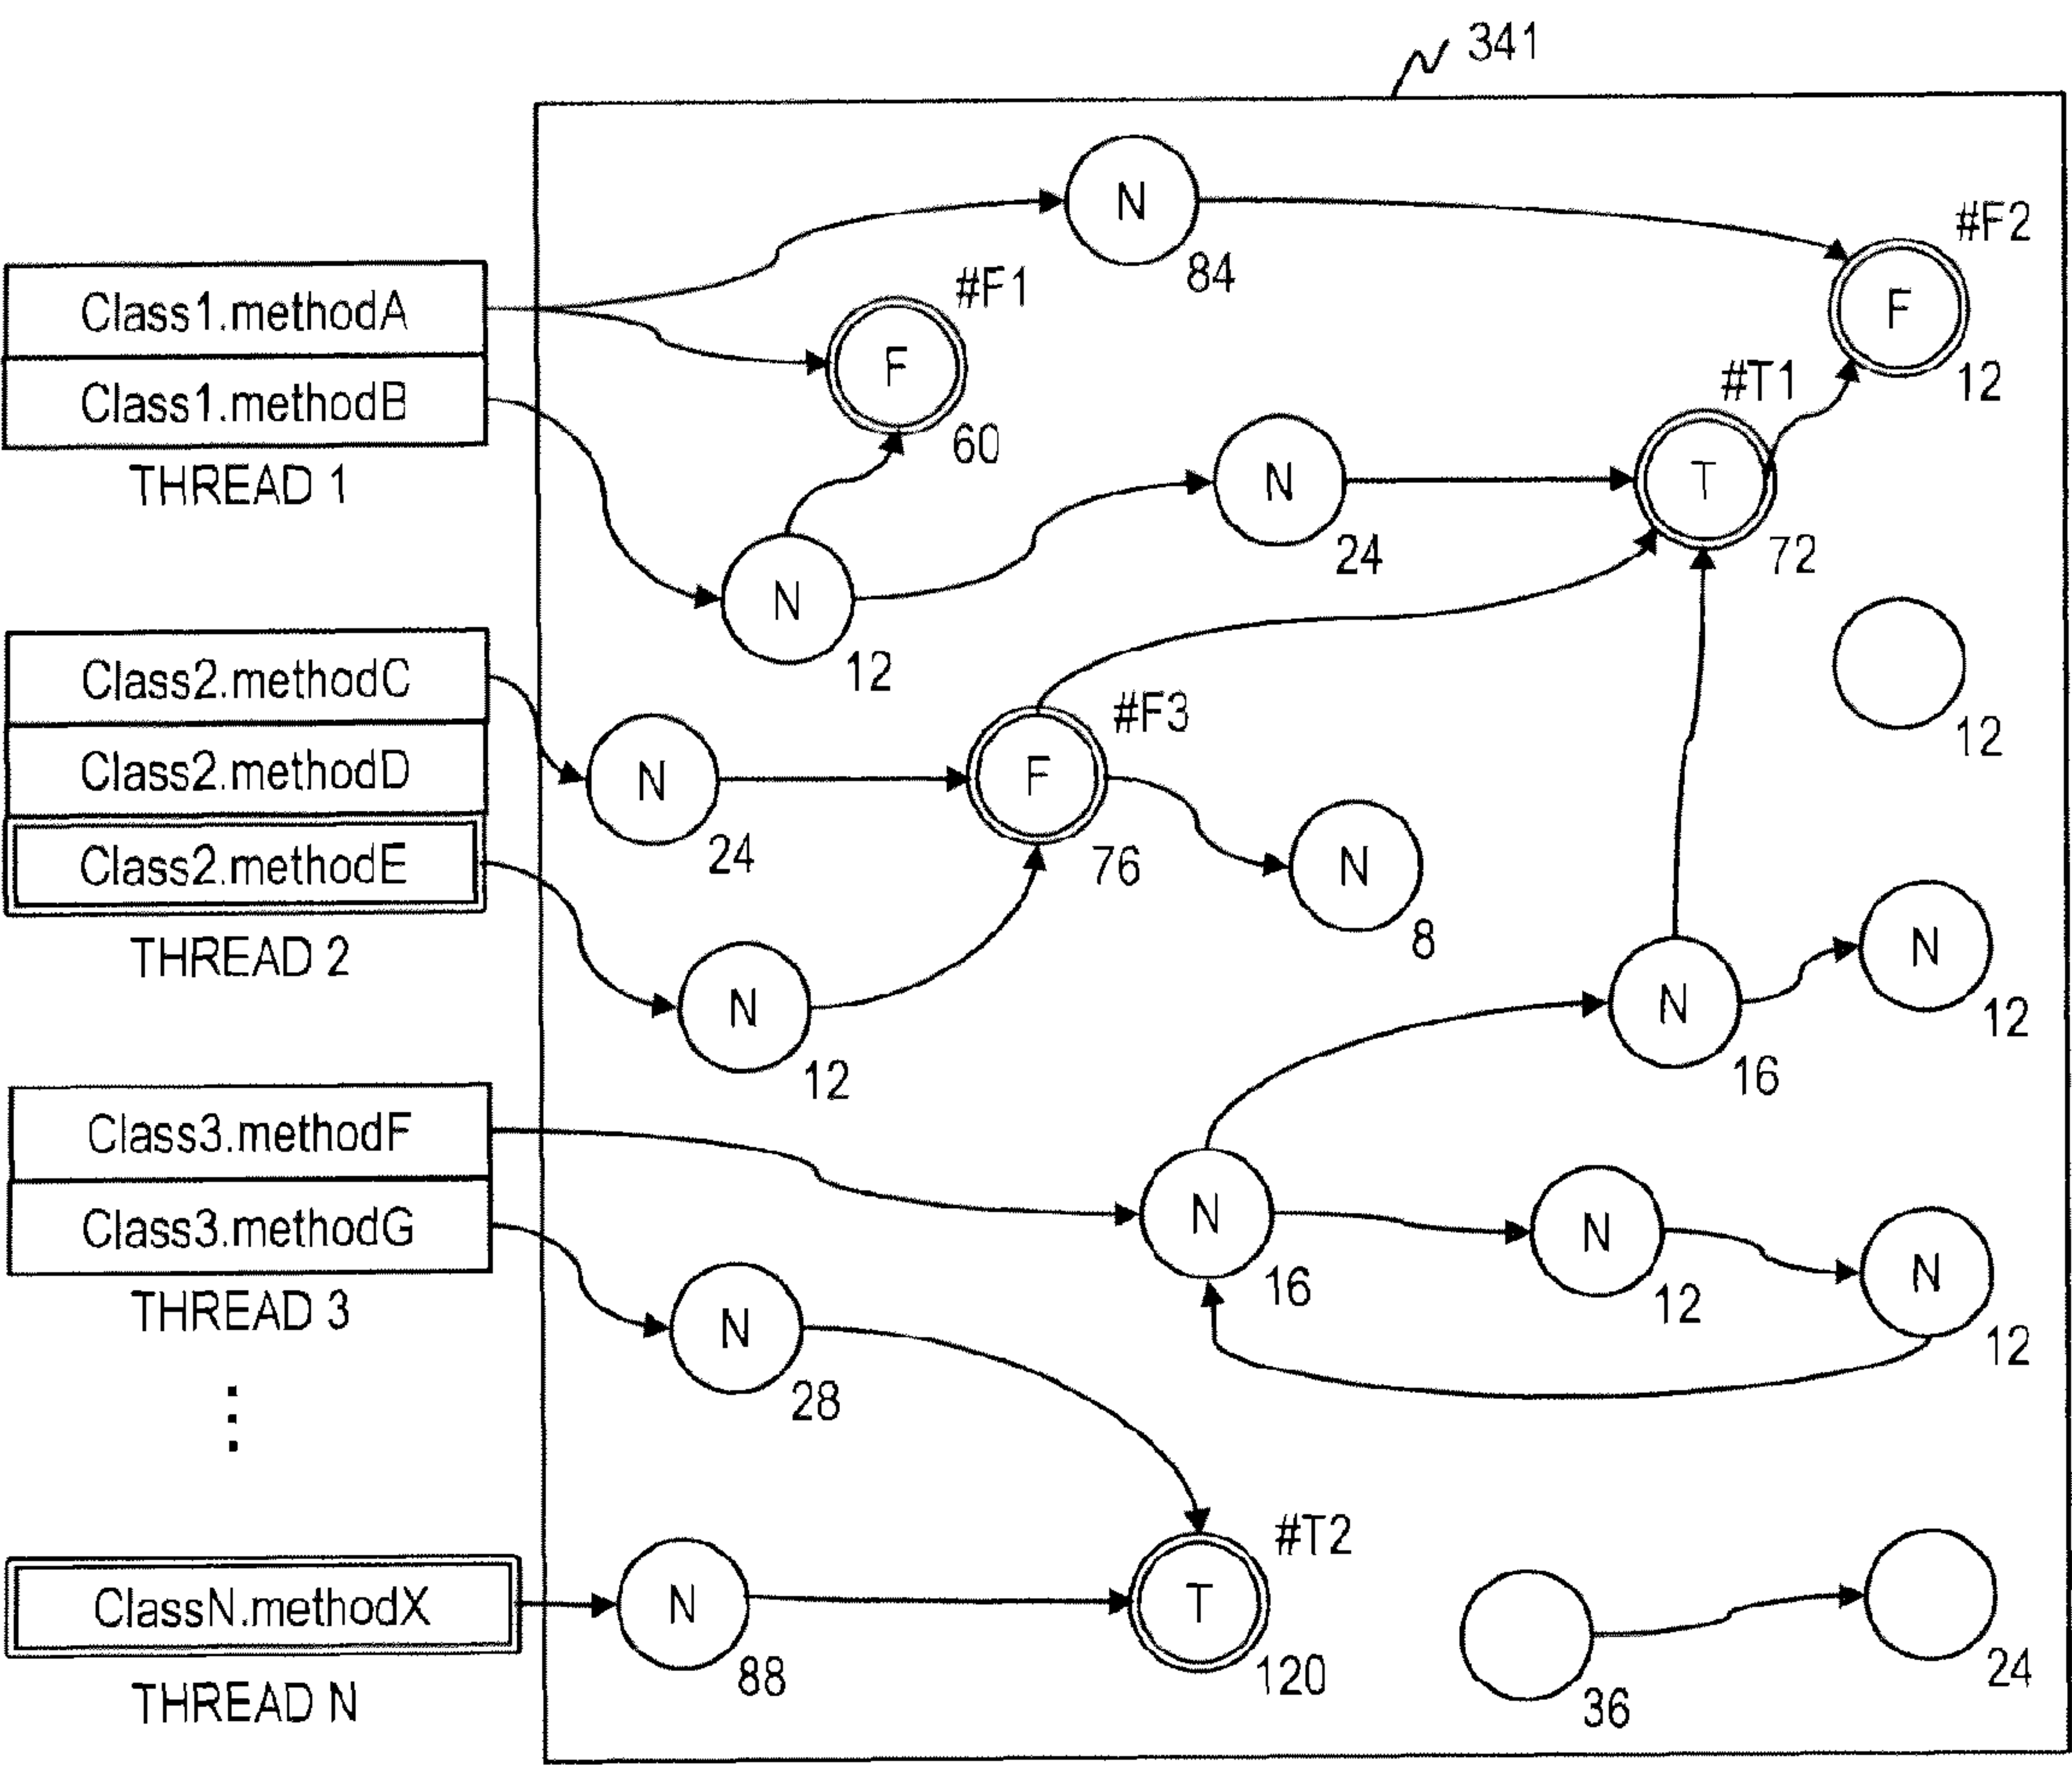 341
N
84
#F2
F
12
Class1.methodA
Class1.methodB
THREAD 1
#F1
F
60
#T1
T
72
N
24
N
12
12
Class2.methodC
Class2.methodD
Class2.methodE
THREAD 2
N
24
#F3
F
76
N
8
N
12
N
16
N
12
Class3.methodF
Class3.methodG
THREAD 3
N
16
N
12
N
12
N
28
ClassN.methodX
THREAD N
N
88
#T2
T
120
36
24